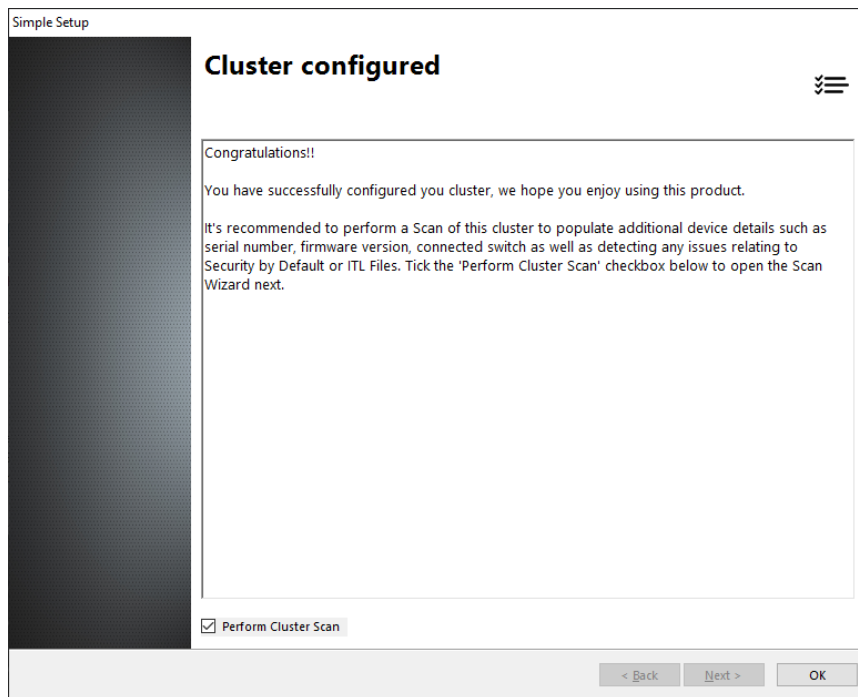 Simple Setup
Cluster configured
Congratulations!!
You have successfully configured you cluster, we hope you enjoy using this product.
It's recommended to perform a Scan of this cluster to populate additional device details such as
serial number, firmware version, connected switch as well as detecting any issues relating to
Security by Default or ITL Files. Tick the 'Perform Cluster Scan' checkbox below to open the Scan
Wizard next.
Perform Cluster Scan
< Back
Next >
OK